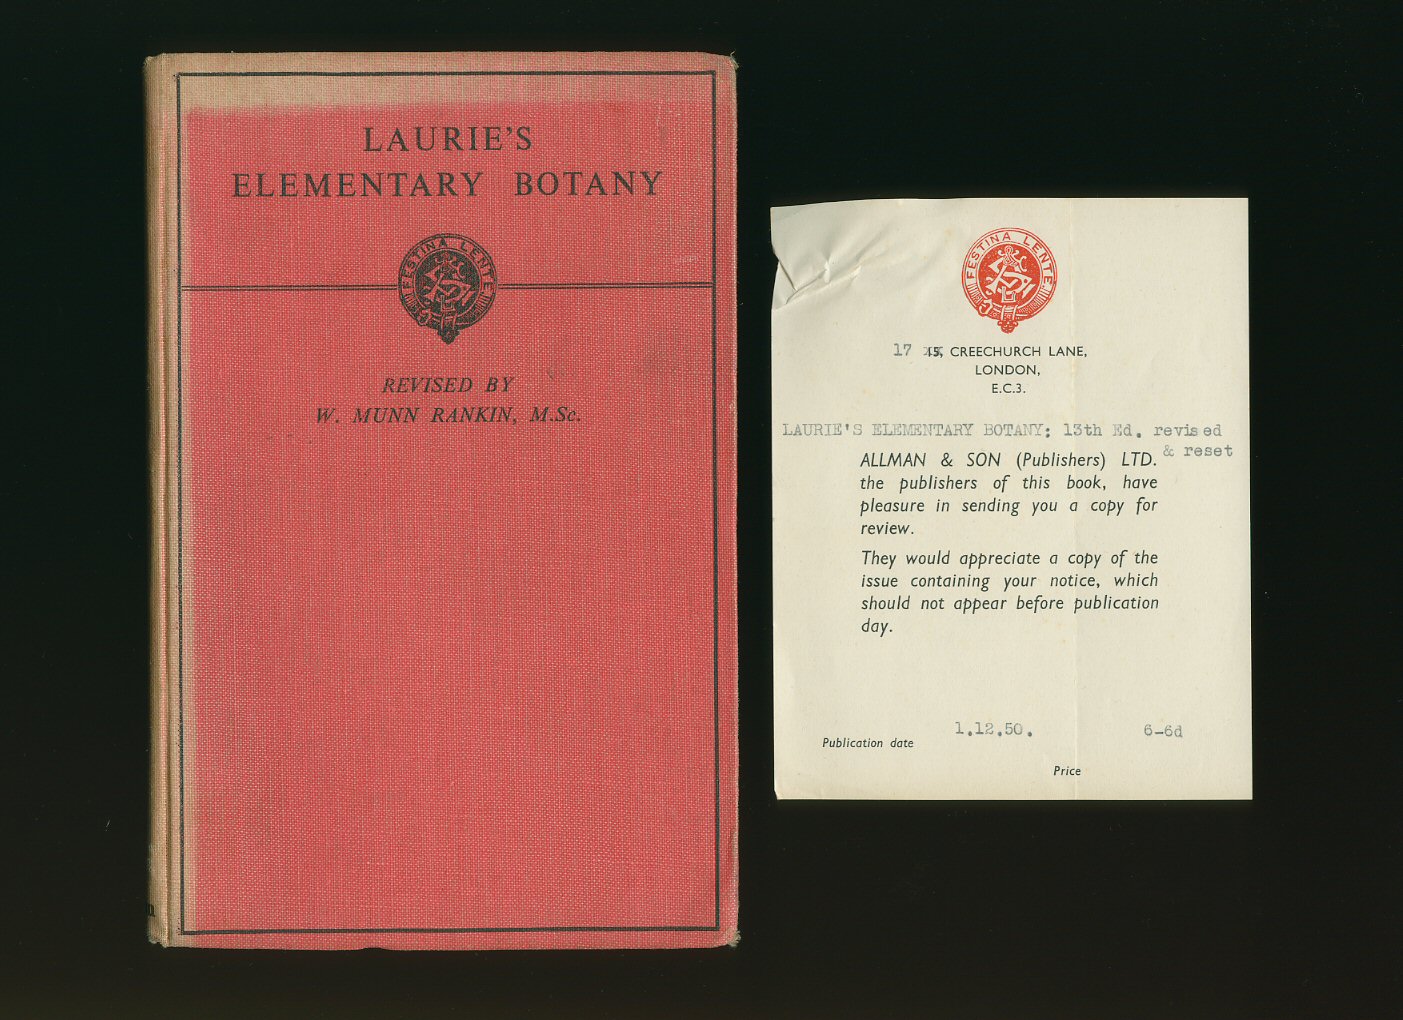 LAURIE'S
ELEMENTARY BOTANY
FESTINA LENTE
REVISED BY
W. MUNN RANKIN, M.Sc.
FESTINA LENTE
17 45, CREECHURCH LANE,
LONDON,
E.C.3.
LAURIE'S ELEMENTARY BOTANY: 13th Ed. revised
& reset
ALLMAN & SON (Publishers) LTD.
the publishers of this book, have
pleasure in sending you a copy for
review.
They would appreciate a copy of the
issue containing your notice, which
should not appear before publication
day.
1.12.50. 6-6d
Publication date
Price